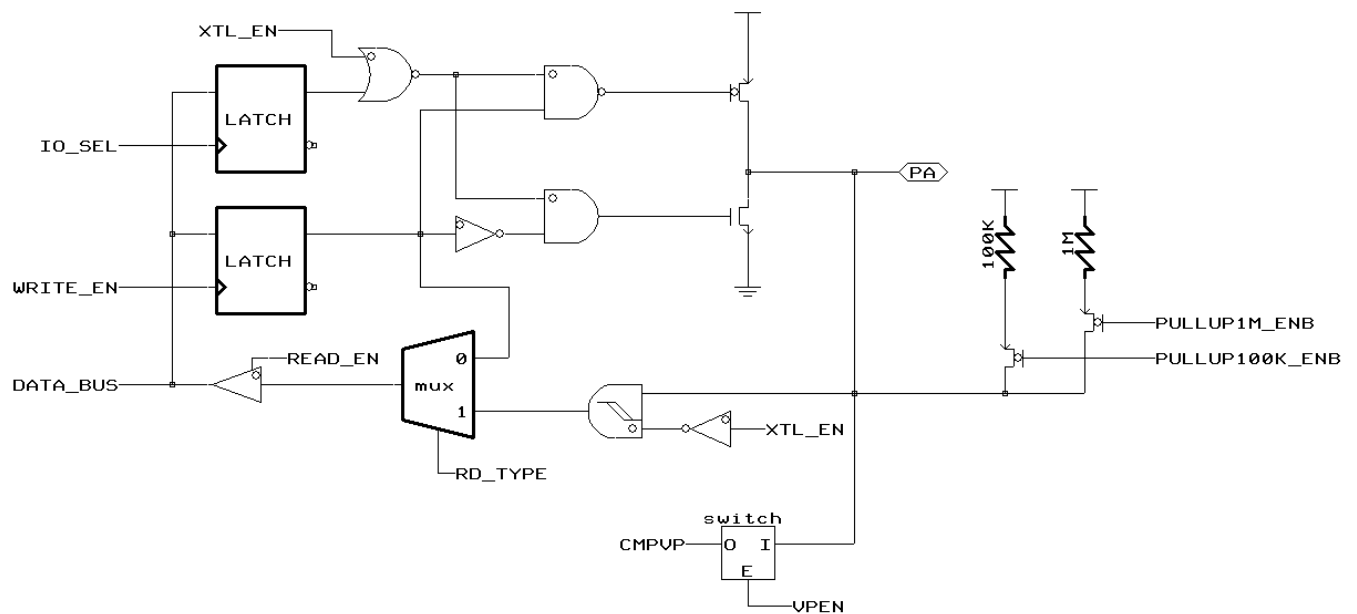 XTL_EN
LATCH
IO_SEL
PA
100K
1M
LATCH
WRITE_EN
PULLUP1M_ENB
READ_EN
0
PULLUP100K_ENB
DATA_BUS
mux
1
XTL_EN
RD_TYPE
switch
CMPVP
O I
E
VPEN